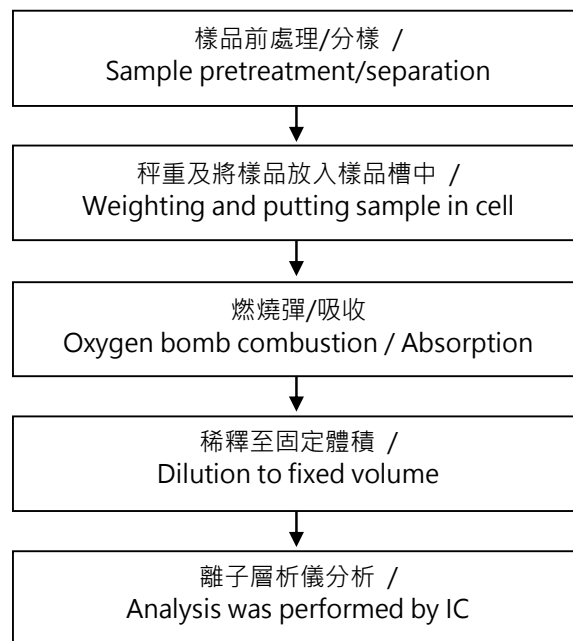 樣品前處理/分樣 /
Sample pretreatment/separation
秤重及將樣品放入樣品槽中 /
Weighting and putting sample in cell
燃燒彈/吸收
Oxygen bomb combustion / Absorption
稀釋至固定體積 /
Dilution to fixed volume
離子層析儀分析 /
Analysis was performed by IC